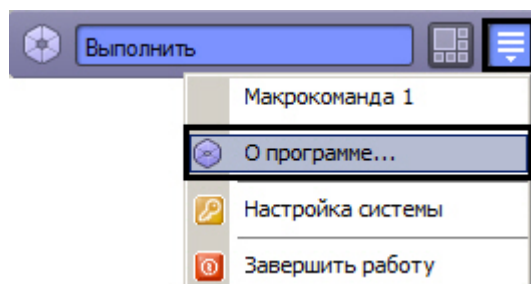 Выполнить
Макрокоманда 1
О программе...
Настройка системы
Завершить работу